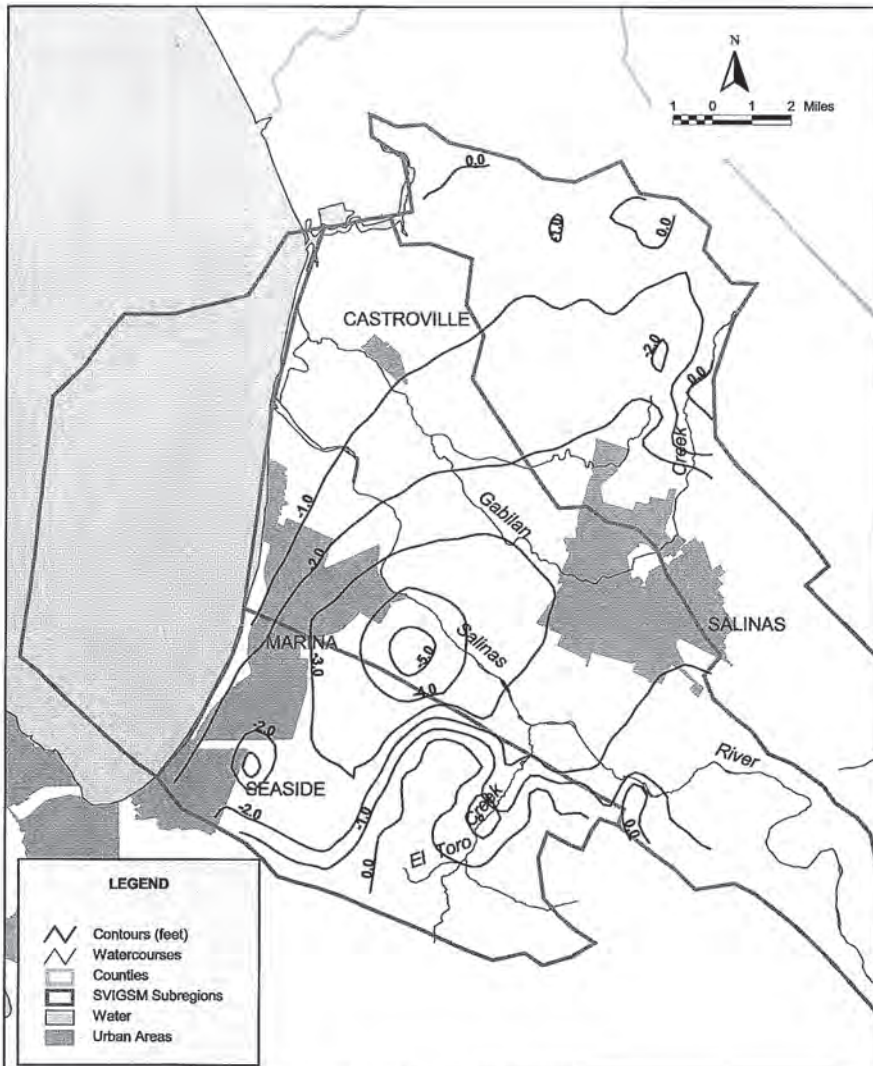 N
1 0 1 2 Miles
0.0
-1.0
0.0
CASTROVILLE
-2.0
0.0
Creek
-1.0
Gabilan
-2.0
MARINA
Salinas
SALINAS
-3.0
-5.0
-4.0
-2.0
SEASIDE
River
-2.0
-1.0
Creek
El Toro
0.0
0.0
LEGEND
Contours (feet)
Watercourses
Counties
SVIGSM Subregions
Water
Urban Areas